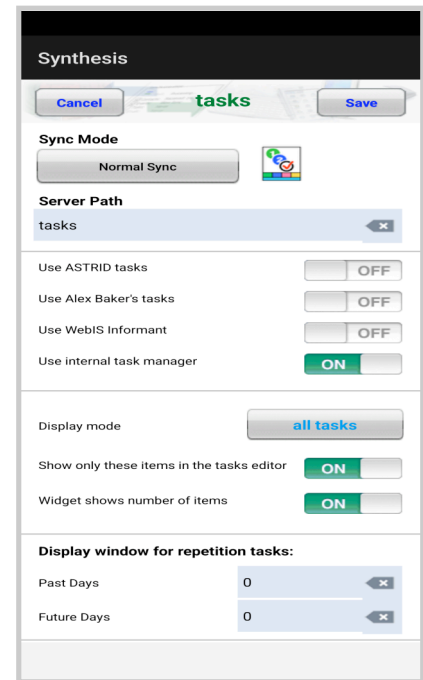 Synthesis
Cancel tasks Save
Sync Mode
Normal Sync
Server Path
tasks
Use ASTRID tasks OFF
Use Alex Baker's tasks OFF
Use WebIS Informant OFF
Use internal task manager ON
Display mode all tasks
Show only these items in the tasks editor ON
Widget shows number of items ON
Display window for repetition tasks:
Past Days 0
Future Days 0